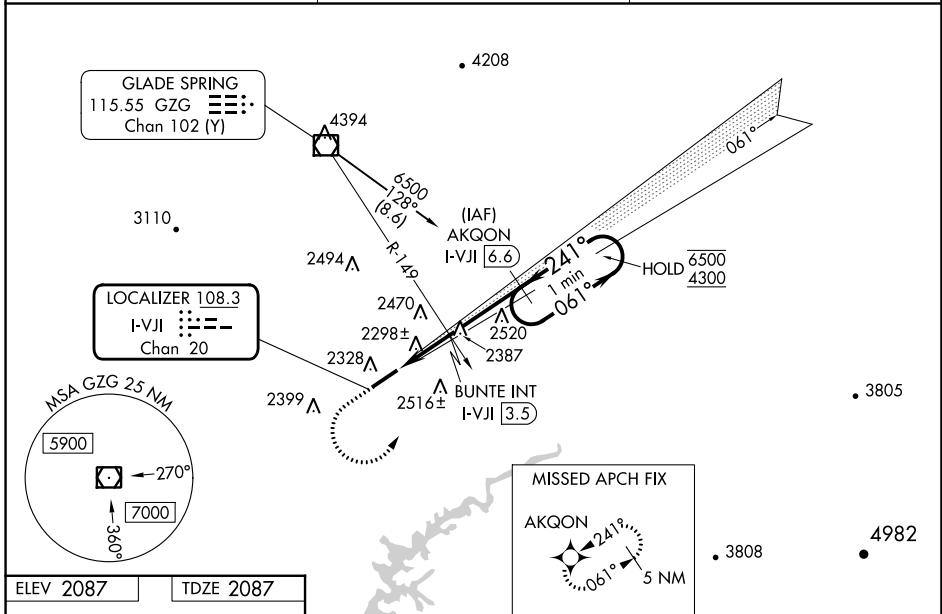 4208
GLADE SPRING
115.55 GZG
Chan 102 (Y)
4394
061°
6500
128°
(8.6)
(IAF)
AKQON
I-VJI 6.6
3110
R-149
241°
1 min
061°
HOLD 6500
4300
2494
LOCALIZER 108.3
I-VJI
Chan 20
2470
2298±
2520
2387
2328
BUNTE INT
I-VJI 3.5
2399
2516±
3805
MSA GZG 25 NM
5900
270°
7000
360°
MISSED APCH FIX
AKQON
241°
061°
5 NM
3808
4982
ELEV 2087
TDZE 2087